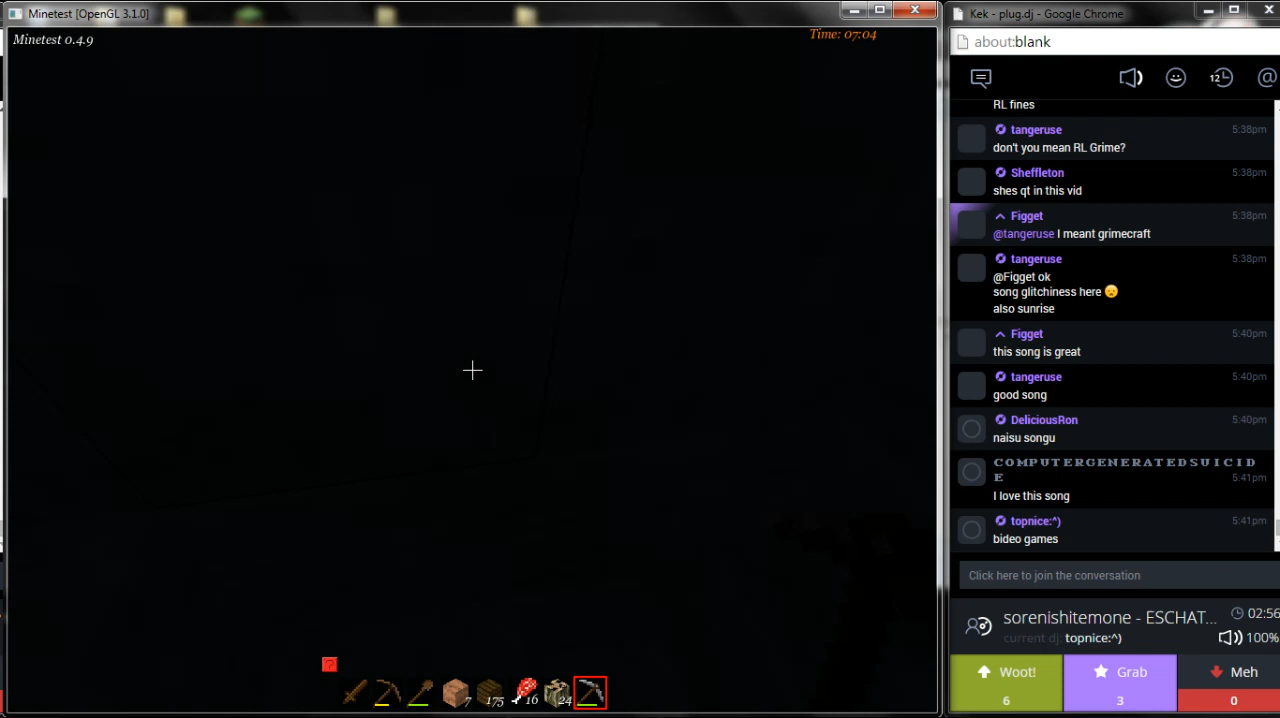 Minetest [OpenGL 3.1.0]
Minetest 0.4.9
Time: 07:04
?
7
175
16
24
Kek - plug.dj - Google Chrome
about:blank
12
@
RL fines
tangeruse 5:38pm
don't you mean RL Grime?
Sheffleton 5:38pm
shes qt in this vid
Figget 5:38pm
@tangeruse I meant grimecraft
tangeruse 5:38pm
@Figget ok
song glitchiness here
also sunrise
Figget 5:40pm
this song is great
tangeruse 5:40pm
good song
DeliciousRon 5:40pm
naisu songu
COMPUTERGENERATEDSUICID
E 5:41pm
I love this song
topnice:^) 5:41pm
bideo games
Click here to join the conversation
sorenishitemone - ESCHAT... 02:56
current dj: topnice:^) 100%
Woot! Grab Meh
6 3 0